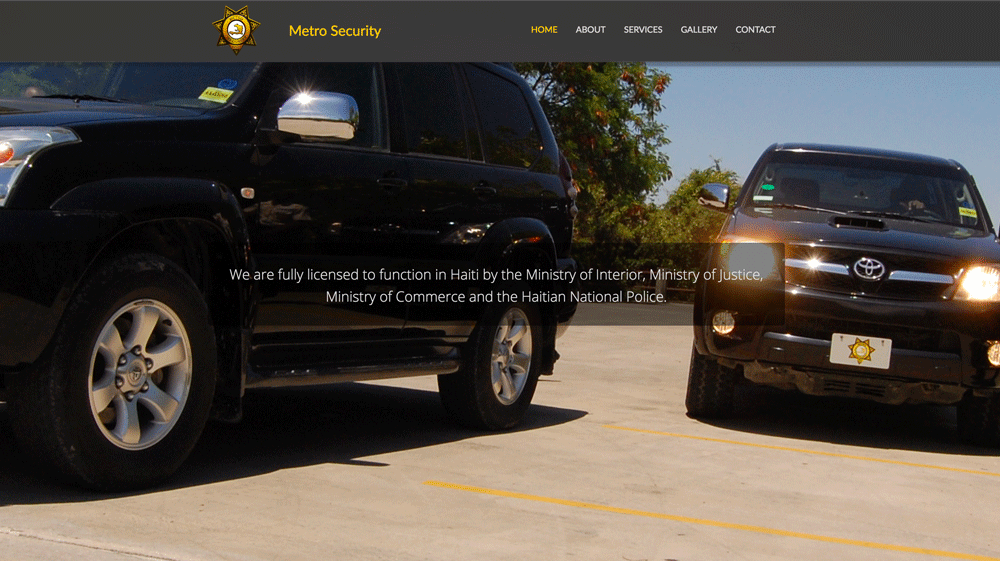 Metro Security
HOME ABOUT SERVICES GALLERY CONTACT
We are fully licensed to function in Haiti by the Ministry of Interior, Ministry of Justice,
Ministry of Commerce and the Haitian National Police.